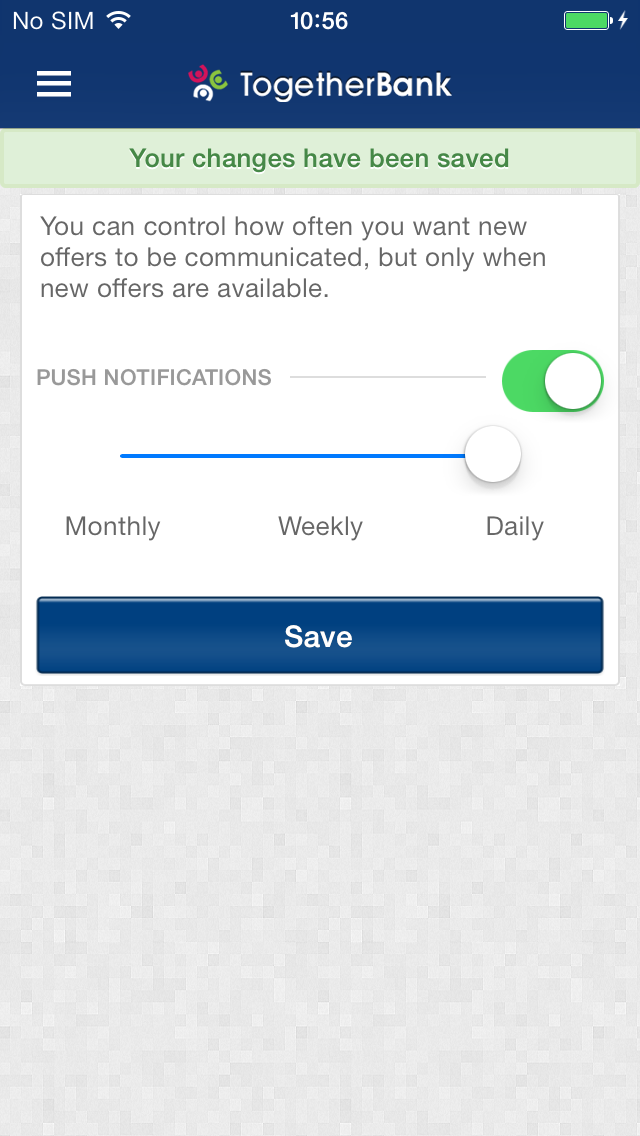 No SIM 10:56
TogetherBank
Your changes have been saved
You can control how often you want new
offers to be communicated, but only when
new offers are available.
PUSH NOTIFICATIONS
Monthly Weekly Daily
Save